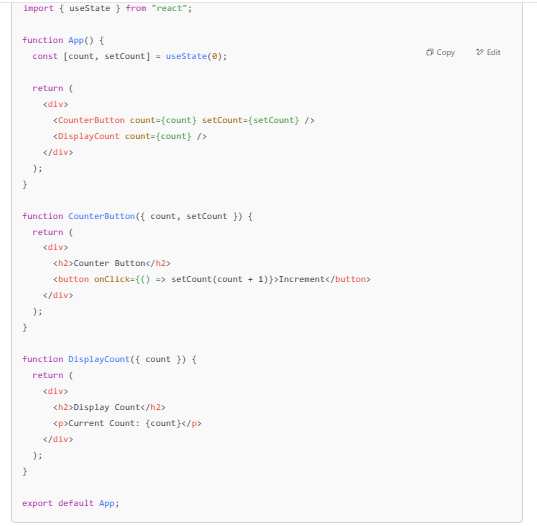 import { useState } from "react";
function App() {
  const [count, setCount] = useState(0);
Copy
Edit
  return (
    <div>
      <CounterButton count={count} setCount={setCount} />
      <DisplayCount count={count} />
    </div>
  );
}
function CounterButton({ count, setCount }) {
  return (
    <div>
      <h2>Counter Button</h2>
      <button onClick={() => setCount(count + 1)}>Increment</button>
    </div>
  );
}
function DisplayCount({ count }) {
  return (
    <div>
      <h2>Display Count</h2>
      <p>Current Count: {count}</p>
    </div>
  );
}
export default App;